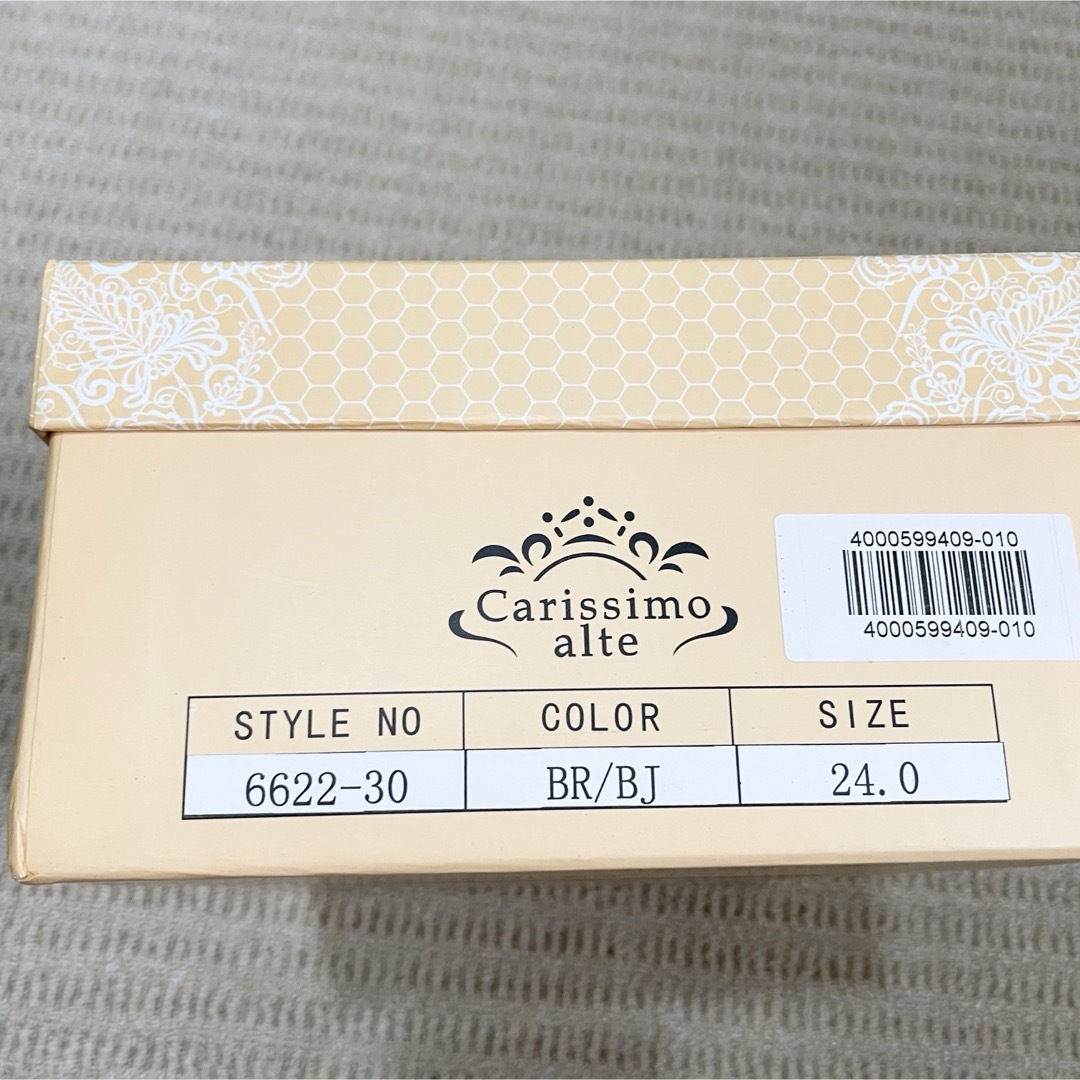 Carissimo
alte
4000599409-010
4000599409-010
STYLE NO COLOR SIZE
6622-30 BR/BJ 24.0